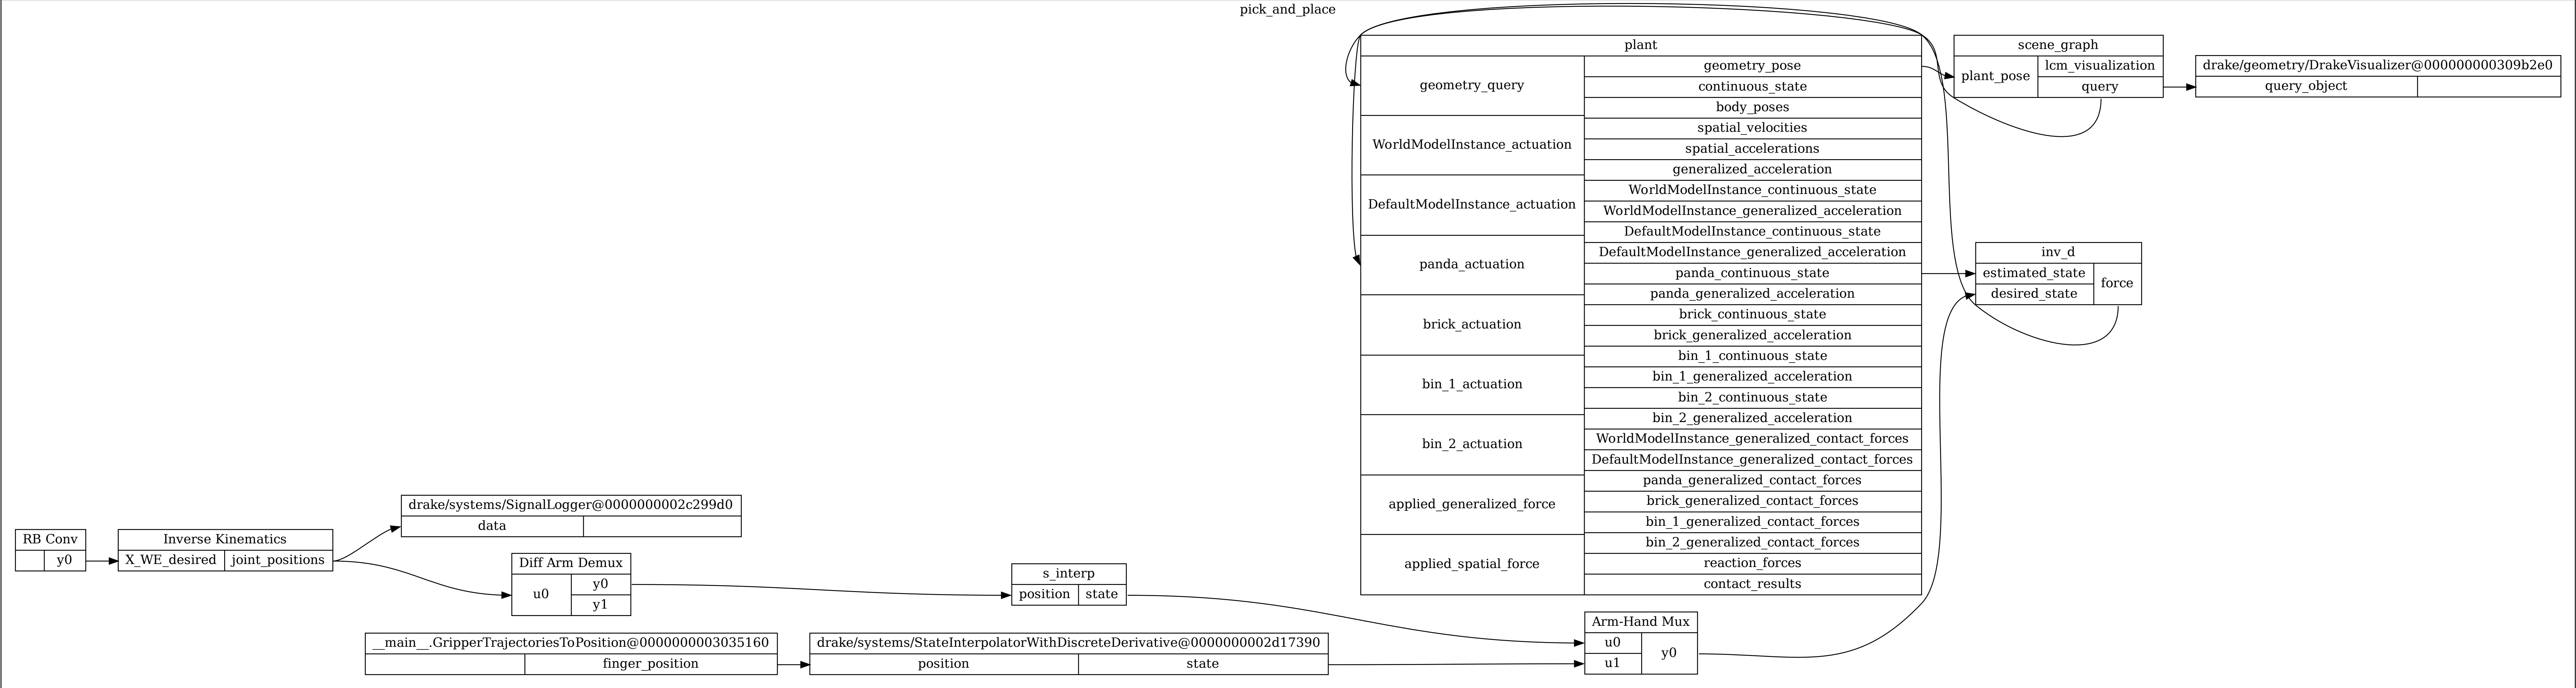 pick_and_place
plant
geometry_query
WorldModelInstance_actuation
DefaultModelInstance_actuation
panda_actuation
brick_actuation
bin_1_actuation
bin_2_actuation
applied_generalized_force
applied_spatial_force
geometry_pose
continuous_state
body_poses
spatial_velocities
spatial_accelerations
generalized_acceleration
WorldModelInstance_continuous_state
WorldModelInstance_generalized_acceleration
DefaultModelInstance_continuous_state
DefaultModelInstance_generalized_acceleration
panda_continuous_state
panda_generalized_acceleration
brick_continuous_state
brick_generalized_acceleration
bin_1_continuous_state
bin_1_generalized_acceleration
bin_2_continuous_state
bin_2_generalized_acceleration
WorldModelInstance_generalized_contact_forces
DefaultModelInstance_generalized_contact_forces
panda_generalized_contact_forces
brick_generalized_contact_forces
bin_1_generalized_contact_forces
bin_2_generalized_contact_forces
reaction_forces
contact_results
scene_graph
plant_pose
lcm_visualization
query
drake/geometry/DrakeVisualizer@000000000309b2e0
query_object
inv_d
estimated_state
desired_state
force
drake/systems/SignalLogger@0000000002c299d0
data
RB Conv
y0
Inverse Kinematics
X_WE_desired
joint_positions
Diff Arm Demux
u0
y0
y1
s_interp
position
state
__main__.GripperTrajectoriesToPosition@0000000003035160
finger_position
drake/systems/StateInterpolatorWithDiscreteDerivative@0000000002d17390
position
state
Arm-Hand Mux
u0
u1
y0